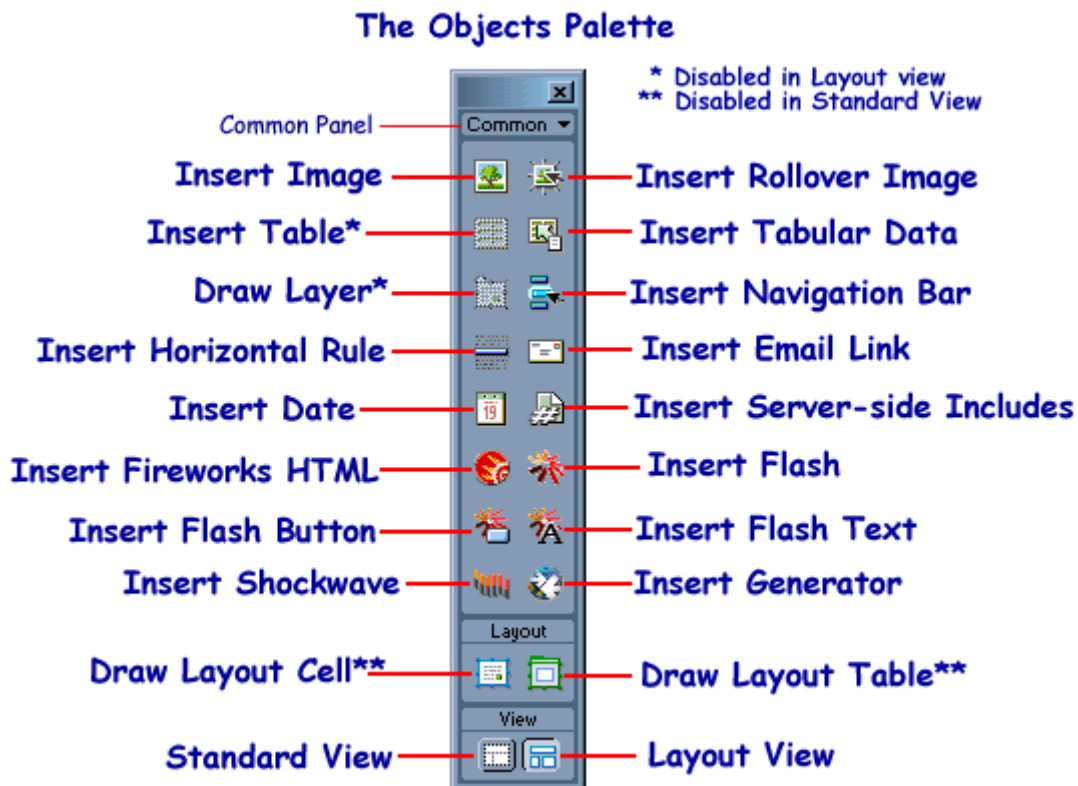 The Objects Palette
* Disabled in Layout view
** Disabled in Standard View
Common Panel
Common
Insert Image
Insert Rollover Image
Insert Table*
Insert Tabular Data
Draw Layer*
Insert Navigation Bar
Insert Horizontal Rule
Insert Email Link
Insert Date
19
Insert Server-side Includes
Insert Fireworks HTML
Insert Flash
Insert Flash Button
Insert Flash Text
Insert Shockwave
Insert Generator
Layout
Draw Layout Cell**
Draw Layout Table**
View
Standard View
Layout View